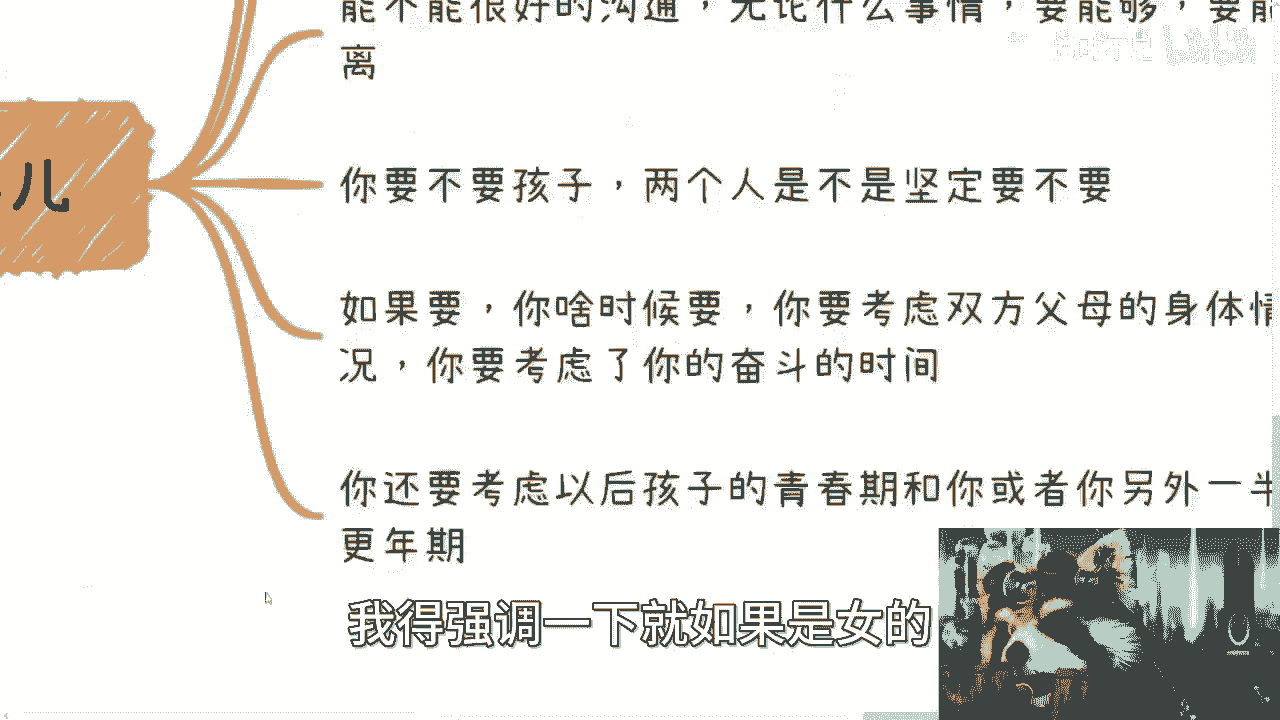 能不能很好的沟通，无论什么事情，要能够，要能
离
儿
你要不要孩子，两个人是不是坚定要不要
如果要，你啥时候要，你要考虑双方父母的身体情
况，你要考虑了你的奋斗的时间
你还要考虑以后孩子的青春期和你或者你另外一半
更年期
我得强调一下就如果是女的